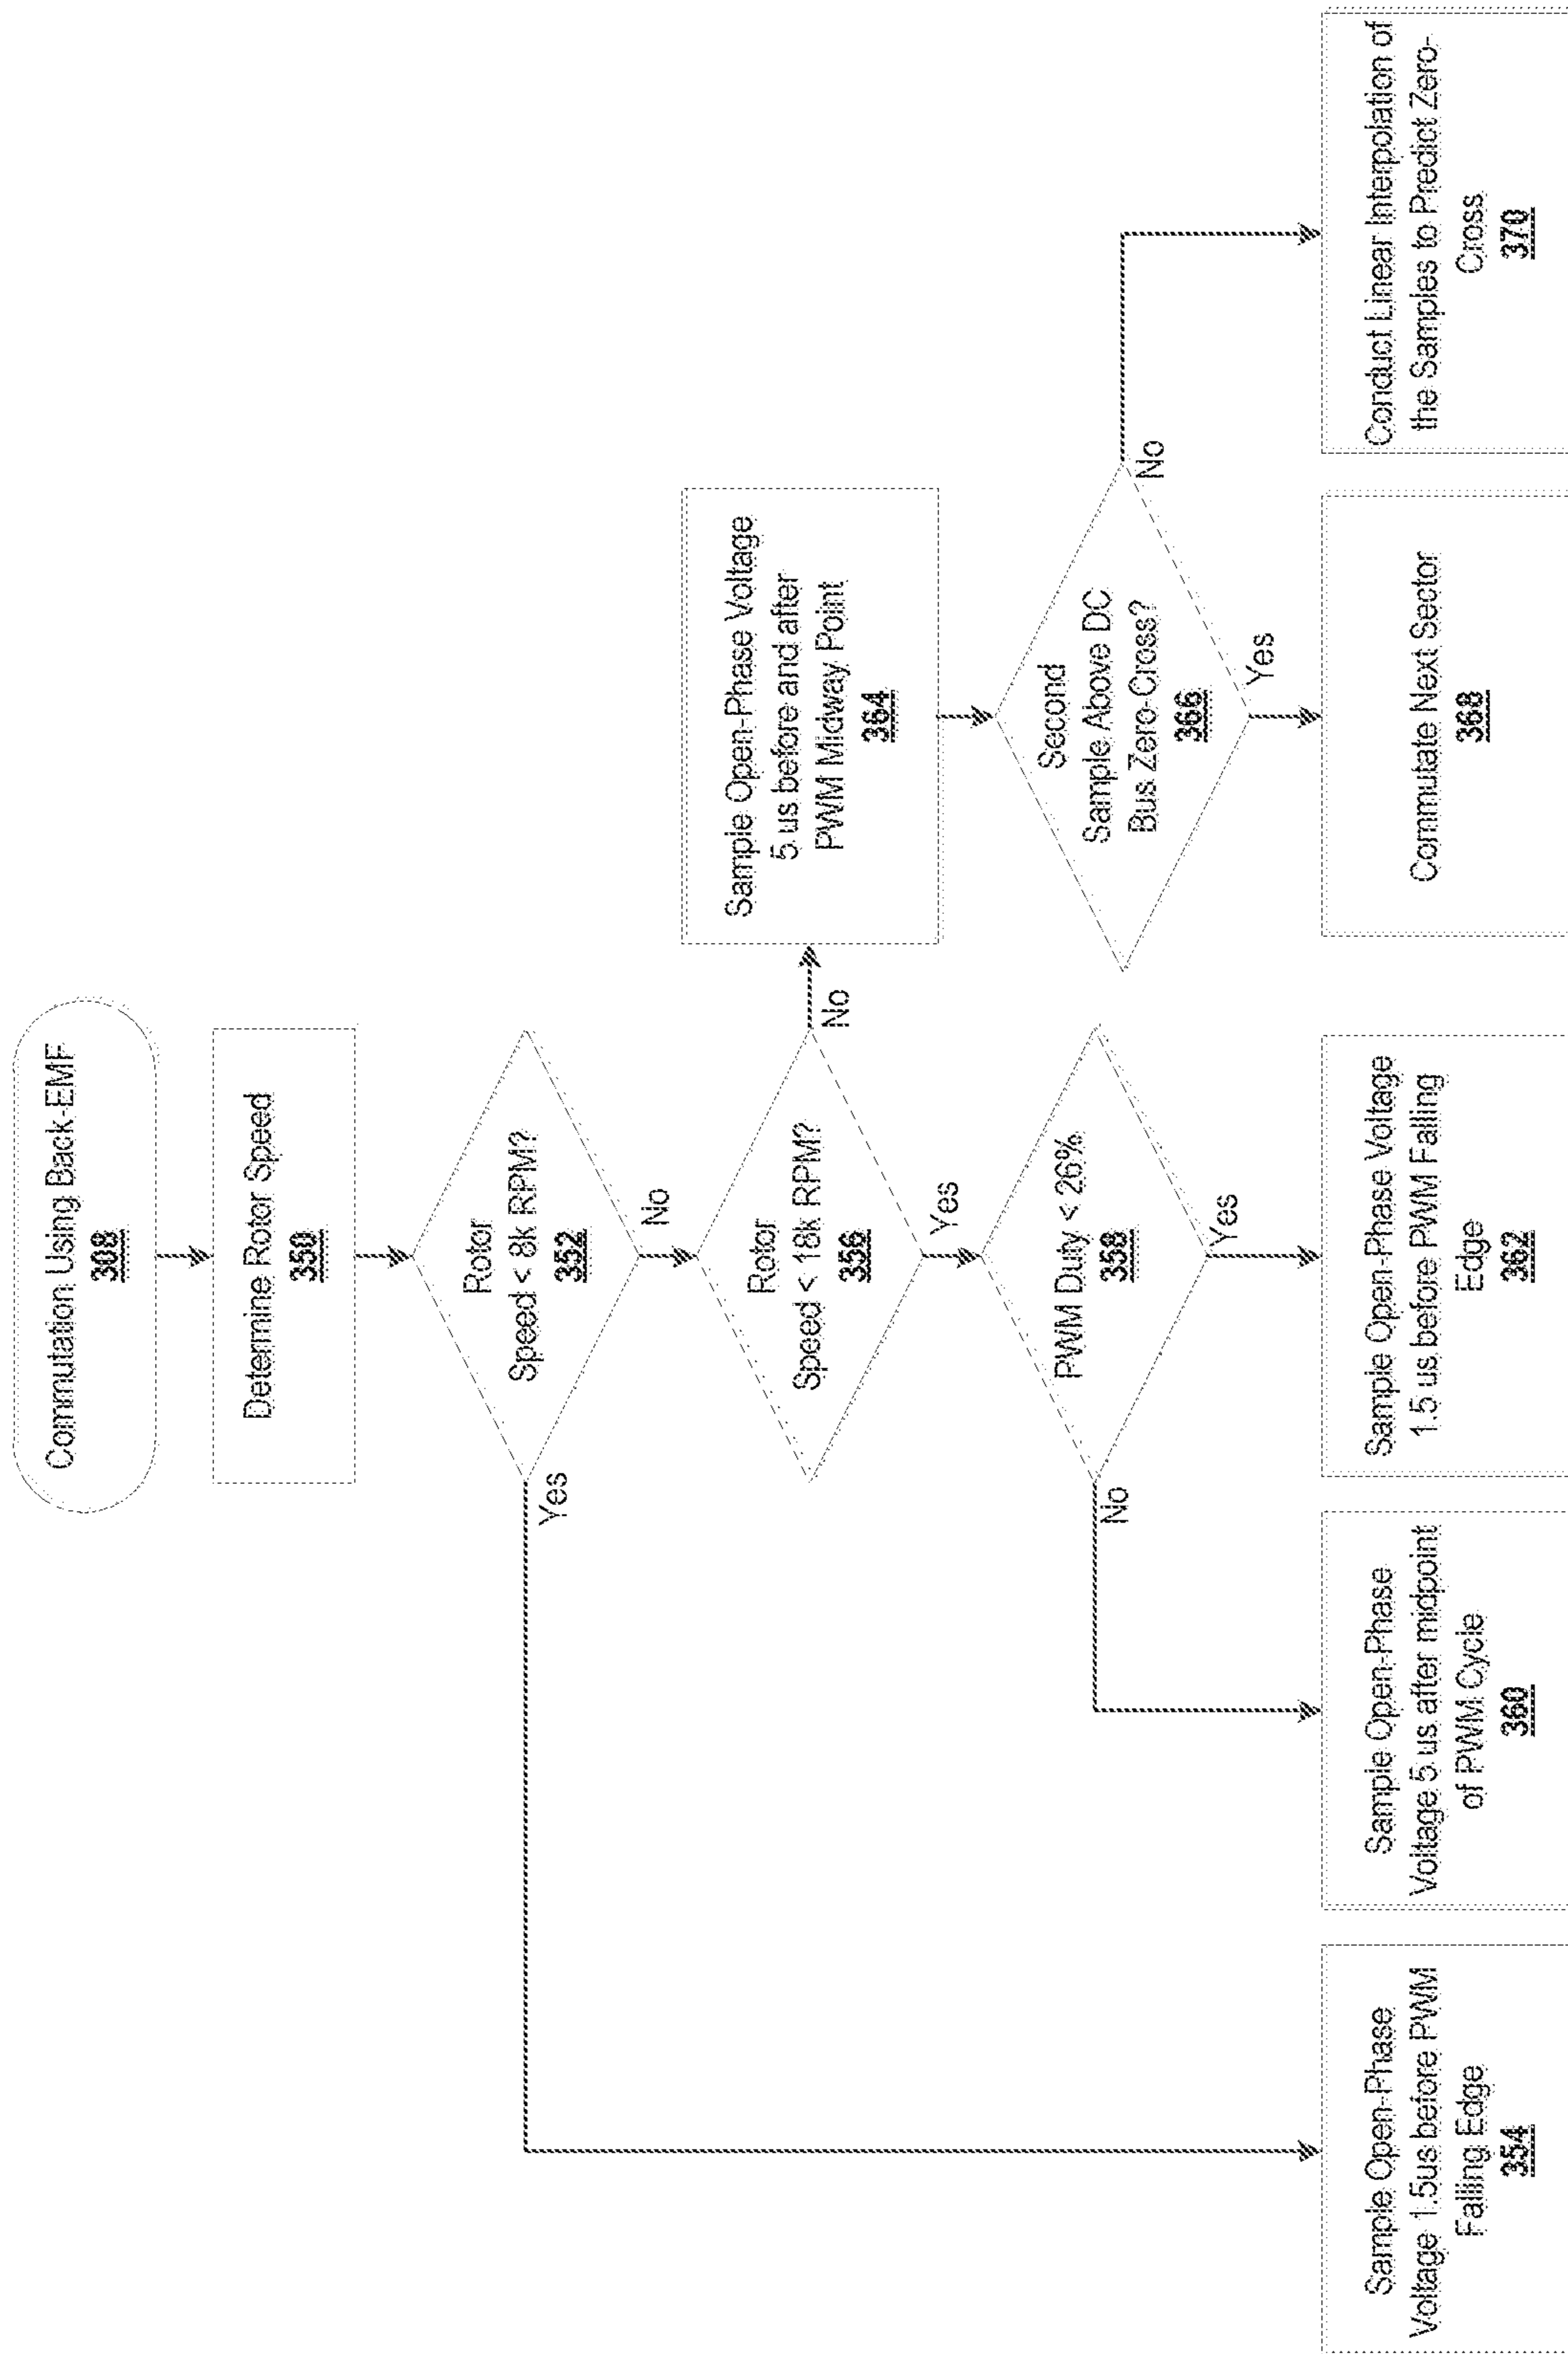 Commutation Using Back-EMF
308
Determine Rotor Speed
350
Rotor
Speed < 8k RPM?
352
Yes
No
Rotor
Speed < 18k RPM?
356
No
Yes
Sample Open-Phase Voltage
5 us before and after
PWM Midway Point
364
PWM Duty < 26%
358
No
Yes
Second
Sample Above DC
Bus Zero-Cross?
366
No
Yes
Sample Open-Phase
Voltage 1.5us before PWM
Falling Edge
354
Sample Open-Phase
Voltage 5 us after midpoint
of PWM Cycle
360
Sample Open-Phase Voltage
1.5 us before PWM Falling
Edge
362
Commutate Next Sector
368
Conduct Linear Interpolation of
the Samples to Predict Zero-
Cross
370